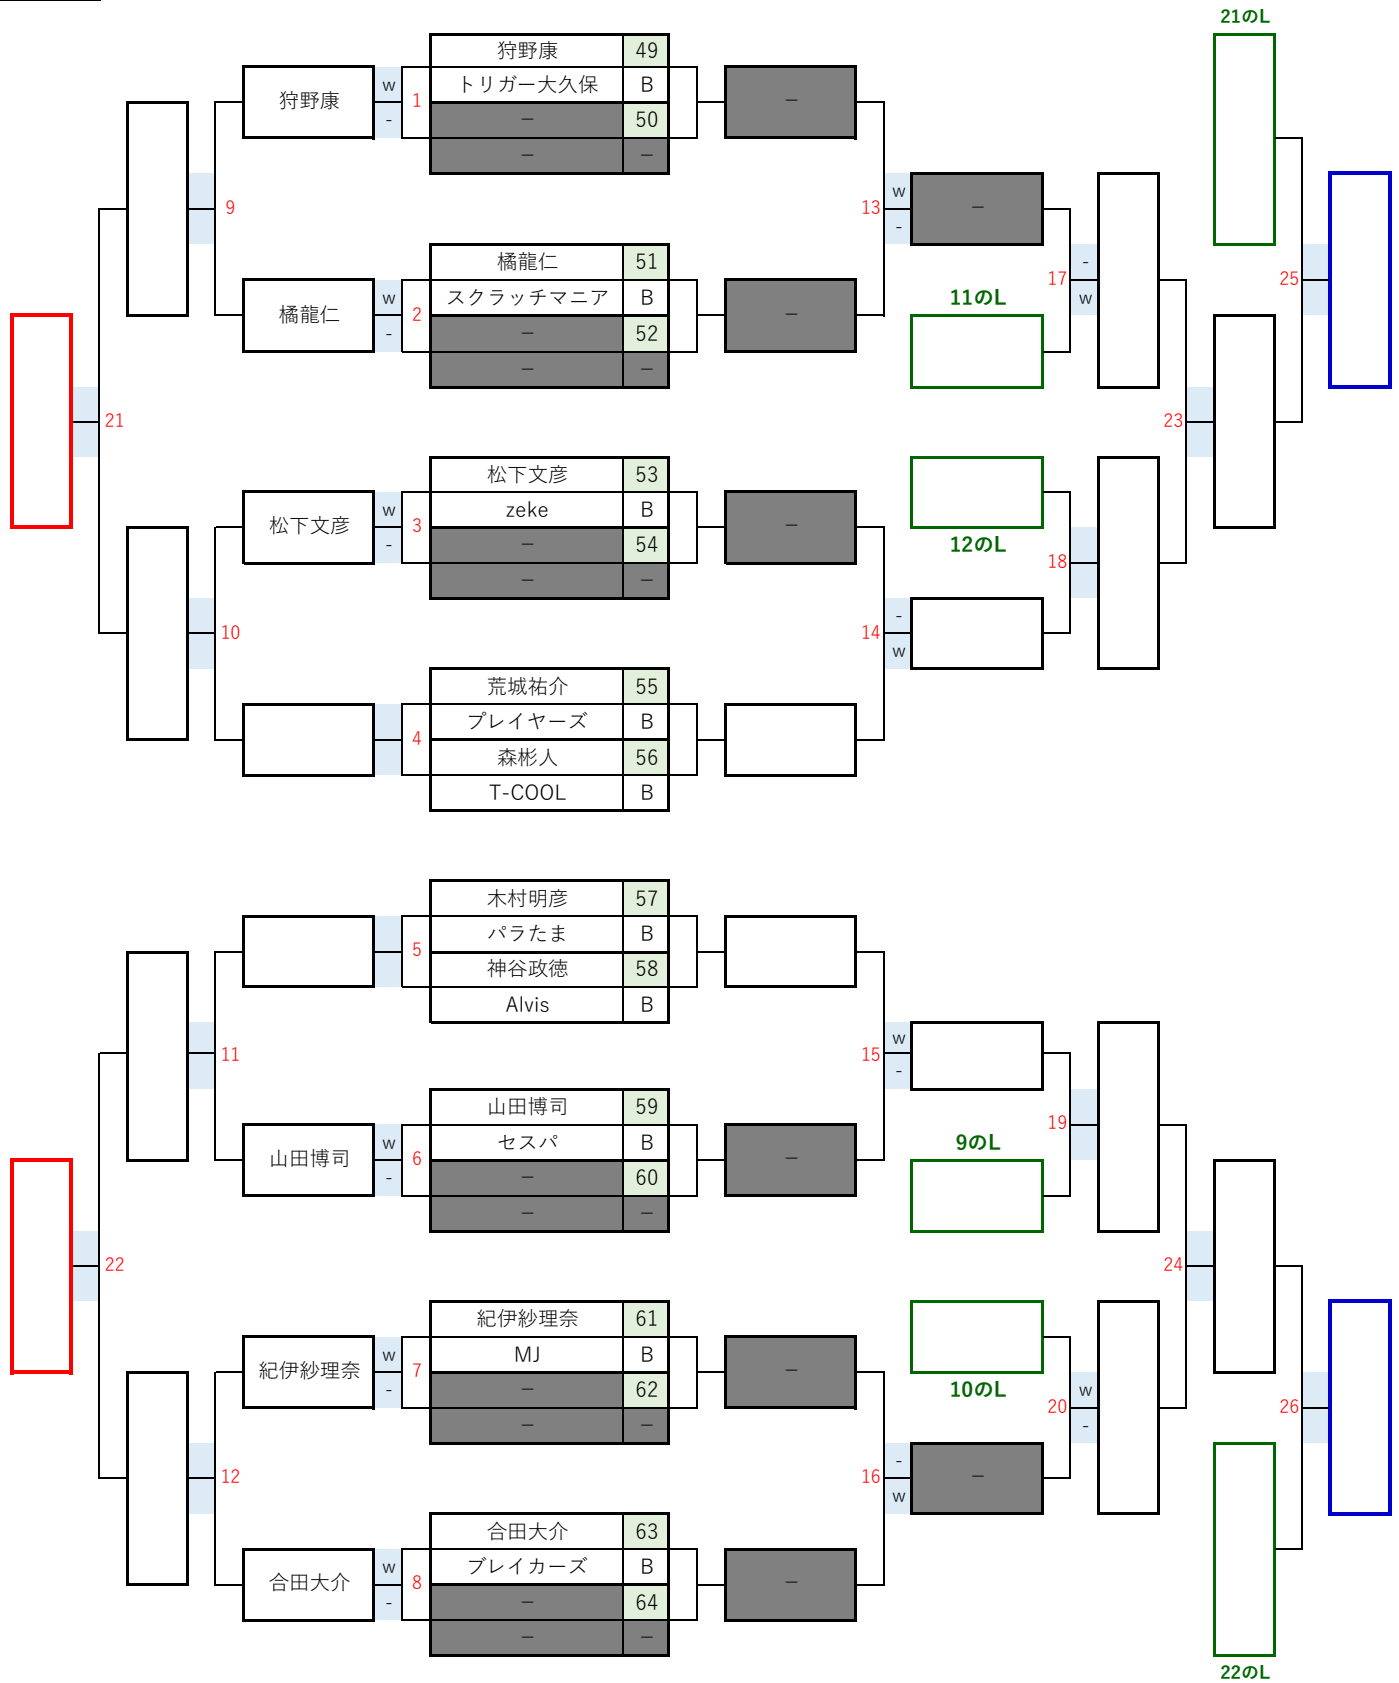 21のL
狩野康 49
狩野康 w 1 トリガー大久保 B －
- － 50
－ －
9 13 w －
-
橘龍仁 51 - 17 25
橘龍仁 w 2 スクラッチマニア B － 11のL w
- － 52
－ －
21 23
松下文彦 53
松下文彦 w 3 zeke B －
- － 54 12のL
－ － 18
10 14 -
w
荒城祐介 55
4 プレイヤーズ B
森彬人 56
T-COOL B
木村明彦 57
5 パラたま B
神谷政徳 58
Alvis B
11 15 w
-
山田博司 59 19
山田博司 w 6 セスパ B － 9のL
- － 60
－ －
22 24
紀伊紗理奈 61
紀伊紗理奈 w 7 MJ B －
- － 62 10のL w
－ － 20 26
-
12 16 - －
w
合田大介 63
合田大介 w 8 ブレイカーズ B －
- － 64
－ －
22のL